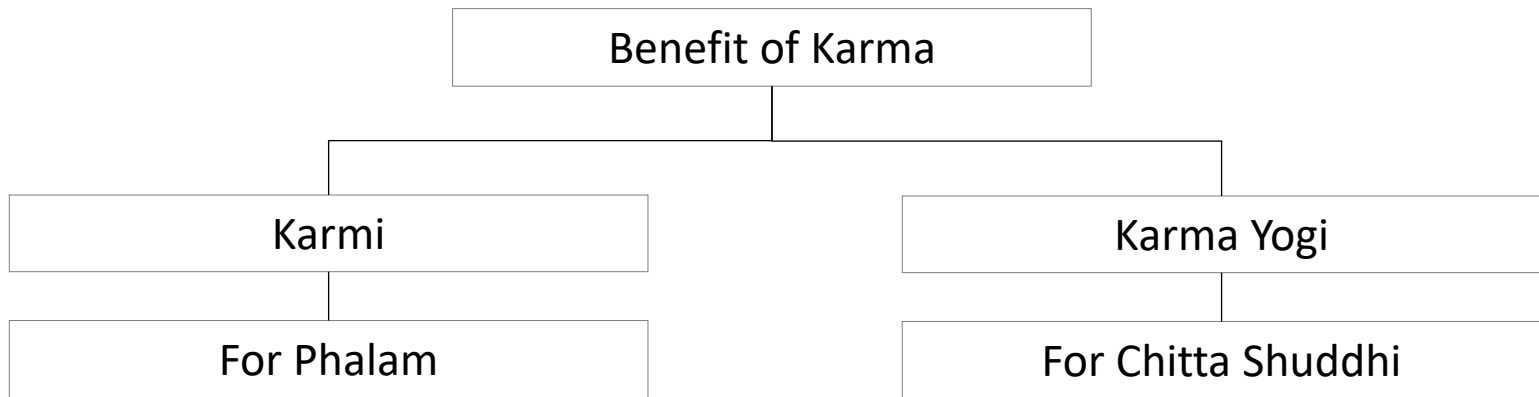 Benefit of Karma
Karmi
Karma Yogi
For Phalam
For Chitta Shuddhi